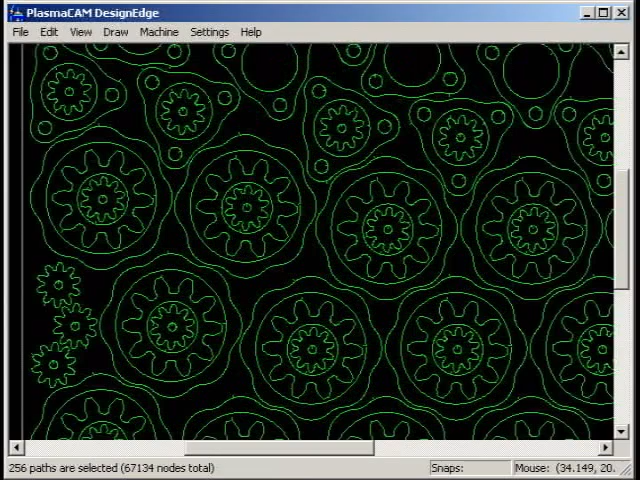 PlasmaCAM DesignEdge
File Edit View Draw Machine Settings Help
256 paths are selected (67134 nodes total) Snaps: Mouse: (34.149, 20.